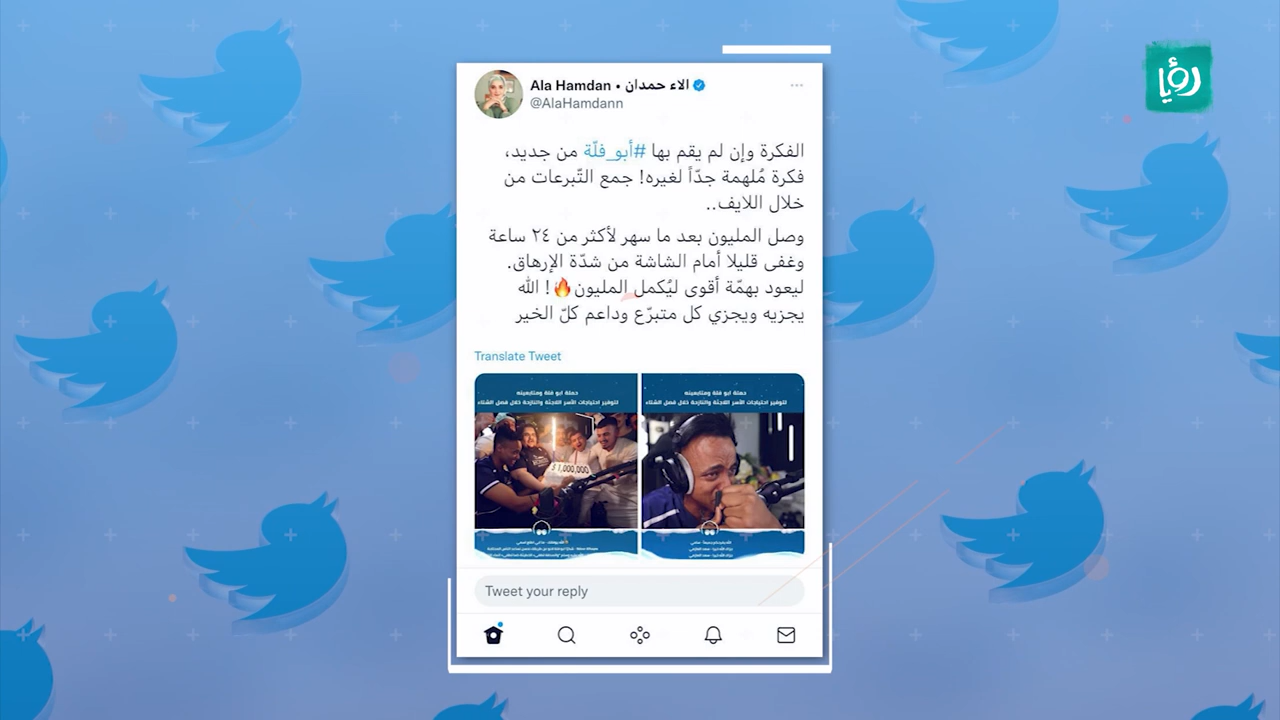 رؤيا
Ala Hamdan • الاء حمدان
@AlaHamdann
الفكرة وإن لم يقم بها #أبو_فلّة من جديد،
فكرة مُلهمة جدّاً لغيره! جمع التّبرعات من
خلال اللايف..
وصل المليون بعد ما سهر لأكثر من ٢٤ ساعة
وغفى قليلا أمام الشاشة من شدّة الإرهاق.
ليعود بهمّة أقوى ليُكمل المليون🔥! الله
يجزيه ويجزي كل متبرّع وداعم كلّ الخير
Translate Tweet
حملة ابو فلة ومتابعينه
لتوفير احتياجات الأسر اللاجئة والنازحة خلال فصل الشتاء
$ 1,000,000
حملة ابو فلة ومتابعينه
لتوفير احتياجات الأسر اللاجئة والنازحة خلال فصل الشتاء
Tweet your reply